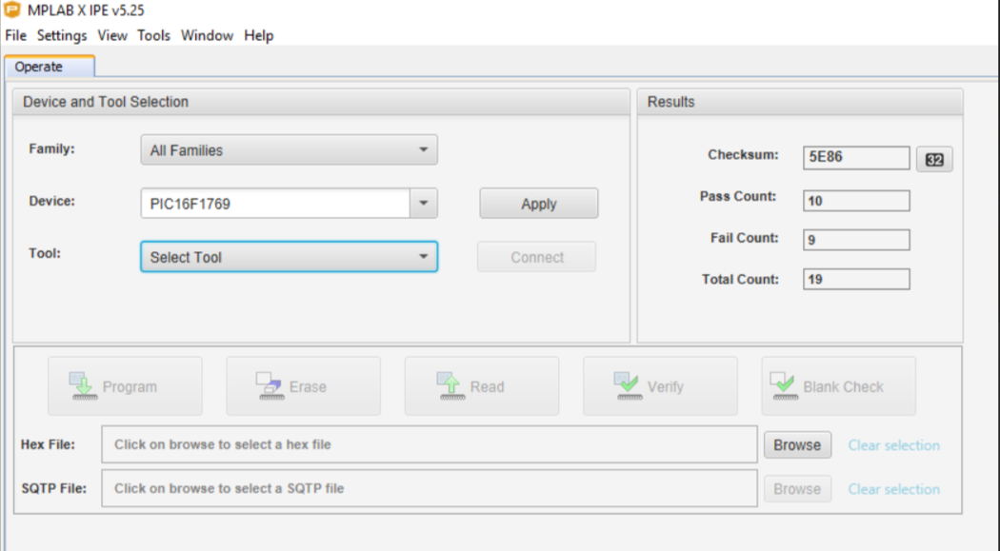 MPLAB X IPE v5.25
File Settings View Tools Window Help
Operate
Device and Tool Selection
Family: All Families
Device: PIC16F1769 Apply
Tool: Select Tool Connect
Results
Checksum: 5E86 32
Pass Count: 10
Fail Count: 9
Total Count: 19
Program Erase Read Verify Blank Check
Hex File: Click on browse to select a hex file Browse Clear selection
SQTP File: Click on browse to select a SQTP file Browse Clear selection